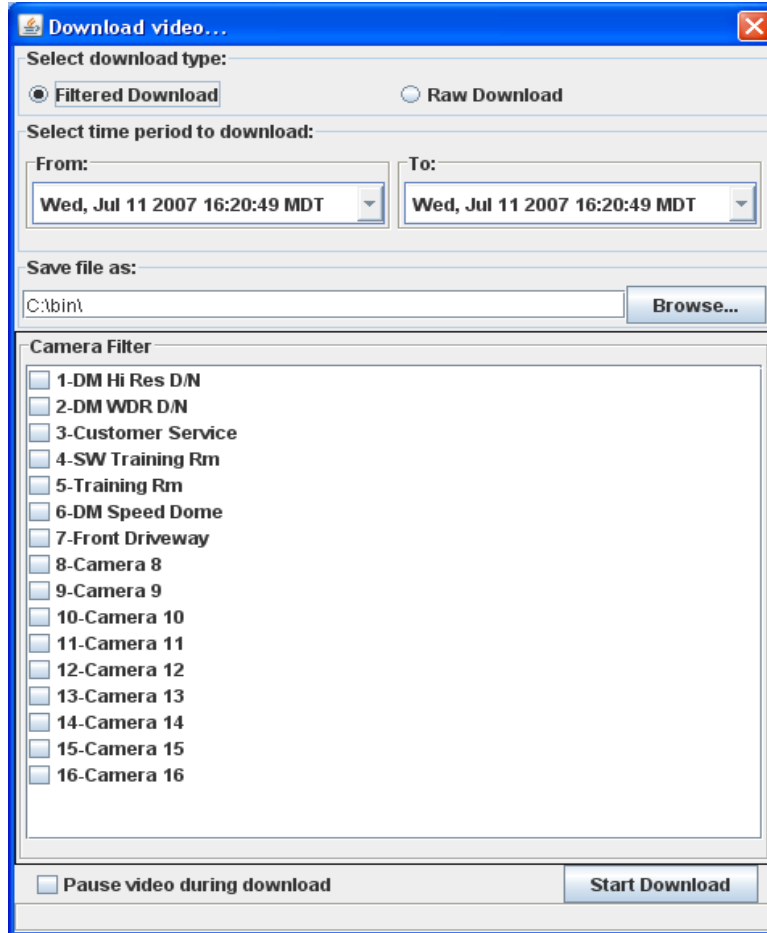 Download video...
Select download type:
Filtered Download Raw Download
Select time period to download:
From: To:
Wed, Jul 11 2007 16:20:49 MDT Wed, Jul 11 2007 16:20:49 MDT
Save file as:
C:\bin\ Browse...
Camera Filter
1-DM Hi Res D/N
2-DM WDR D/N
3-Customer Service
4-SW Training Rm
5-Training Rm
6-DM Speed Dome
7-Front Driveway
8-Camera 8
9-Camera 9
10-Camera 10
11-Camera 11
12-Camera 12
13-Camera 13
14-Camera 14
15-Camera 15
16-Camera 16
Pause video during download Start Download